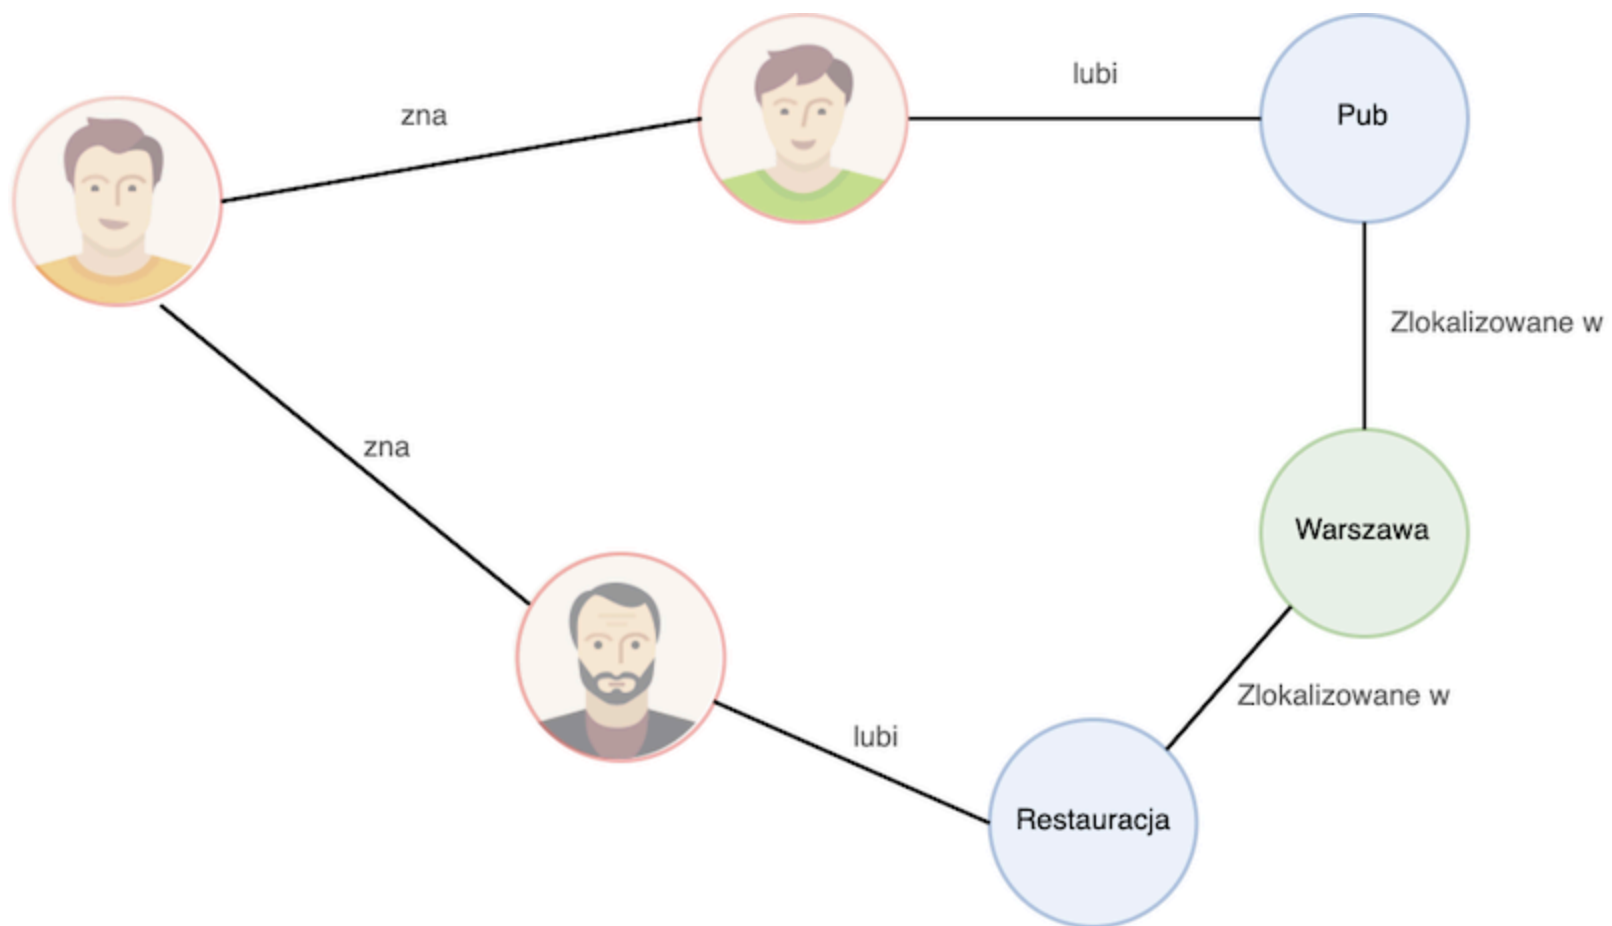 lubi
Pub
zna
Zlokalizowane w
zna
Warszawa
Zlokalizowane w
lubi
Restauracja